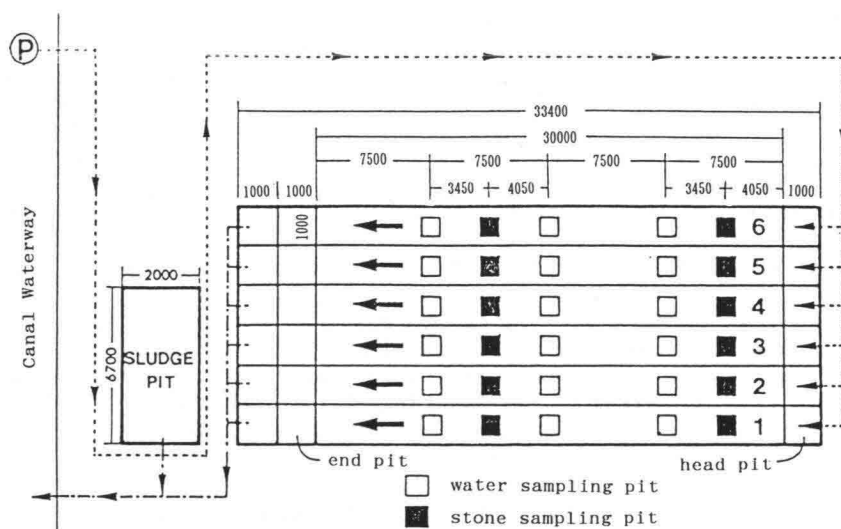 P
33400
30000
7500 7500 7500 7500
3450 4050 3450 4050
1000 1000 1000
1000
6
5
4
3
2
1
Canal Waterway
2000
6700
SLUDGE
PIT
end pit
head pit
water sampling pit
stone sampling pit